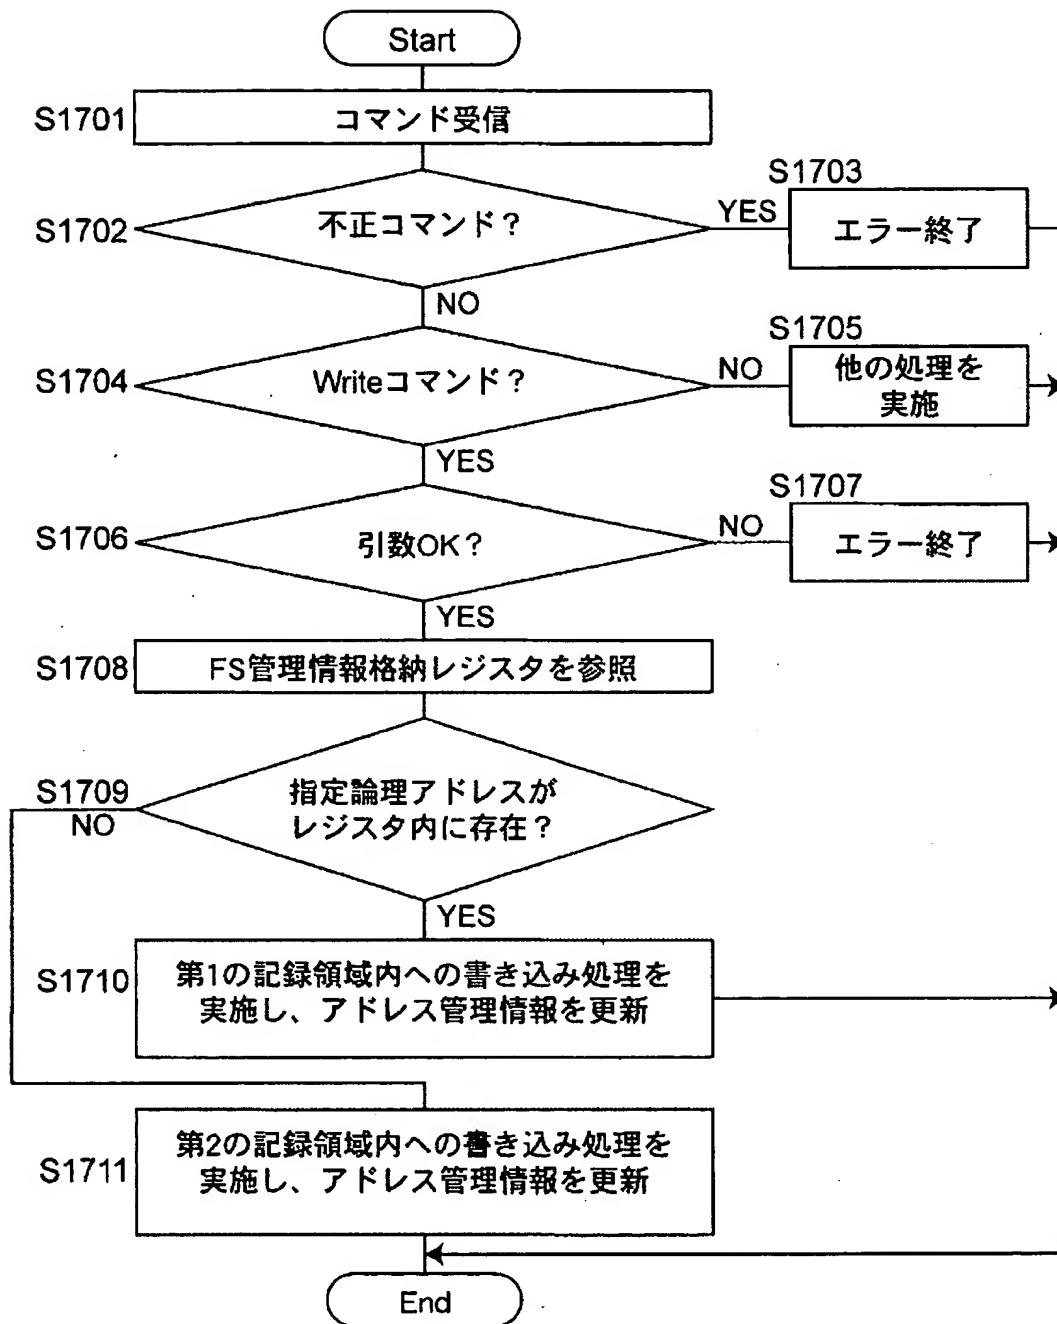 Start
S1701
コマンド受信
S1702
不正コマンド？
YES
S1703
エラー終了
NO
S1704
Writeコマンド？
NO
S1705
他の処理を
実施
YES
S1706
引数OK？
NO
S1707
エラー終了
YES
S1708
FS管理情報格納レジスタを参照
S1709
指定論理アドレスが
レジスタ内に存在？
NO
YES
S1710
第1の記録領域内への書き込み処理を
実施し、アドレス管理情報を更新
S1711
第2の記録領域内への書き込み処理を
実施し、アドレス管理情報を更新
End